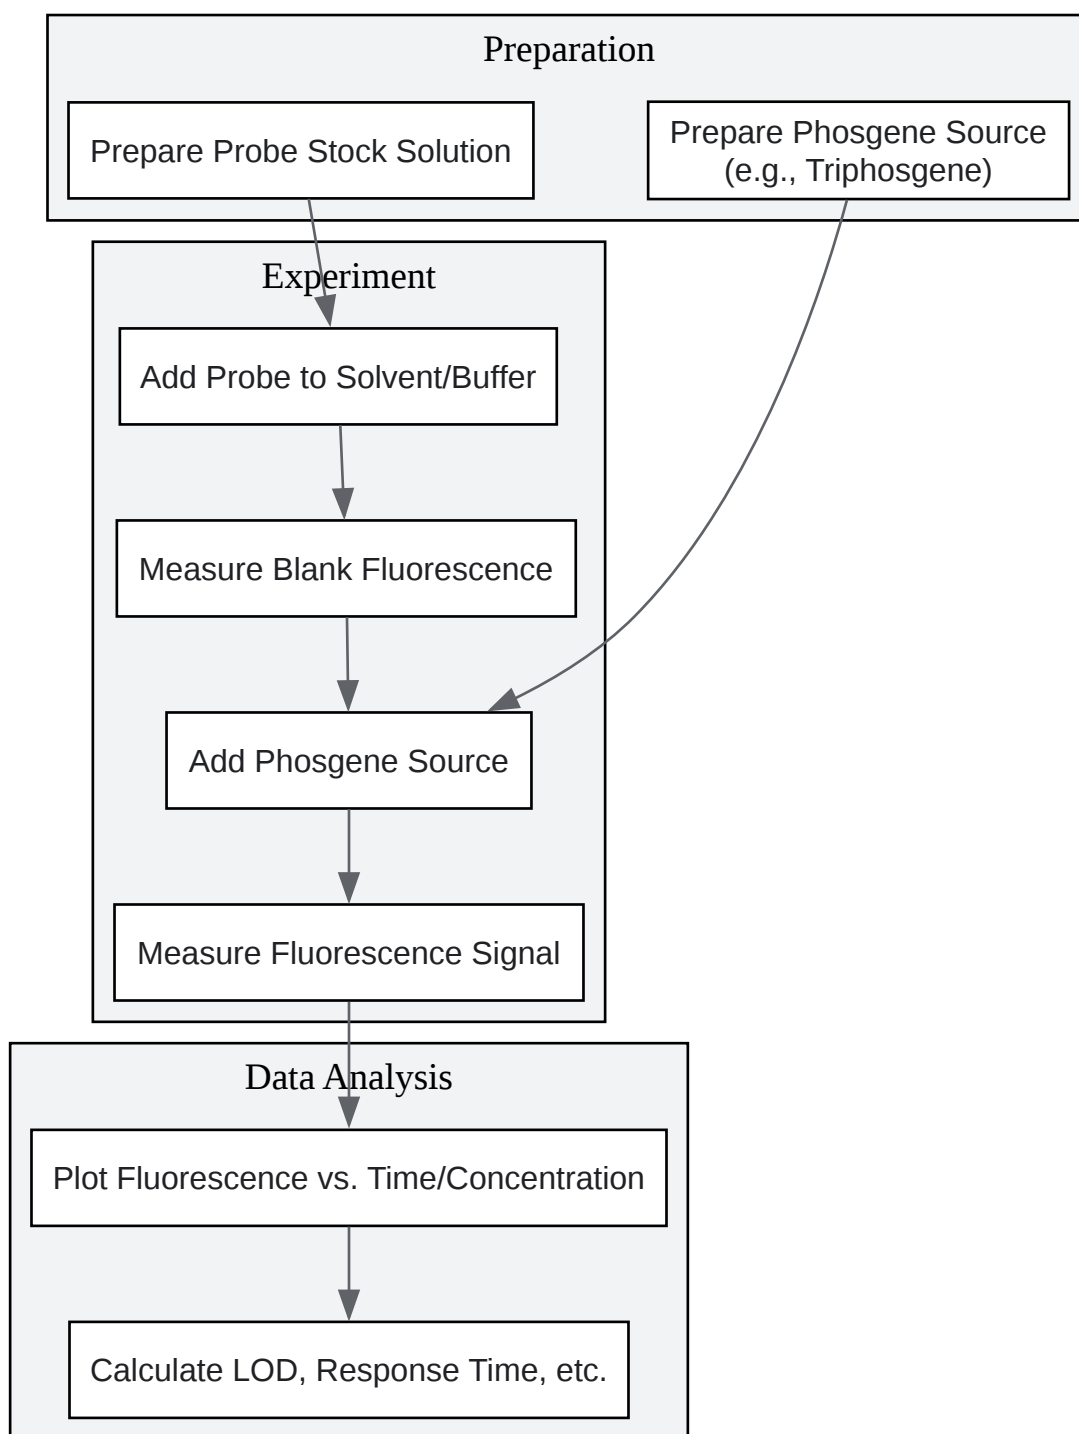 Preparation
Prepare Probe Stock Solution
Prepare Phosgene Source
(e.g., Triphosgene)
Experiment
Add Probe to Solvent/Buffer
Measure Blank Fluorescence
Add Phosgene Source
Measure Fluorescence Signal
Data Analysis
Plot Fluorescence vs. Time/Concentration
Calculate LOD, Response Time, etc.